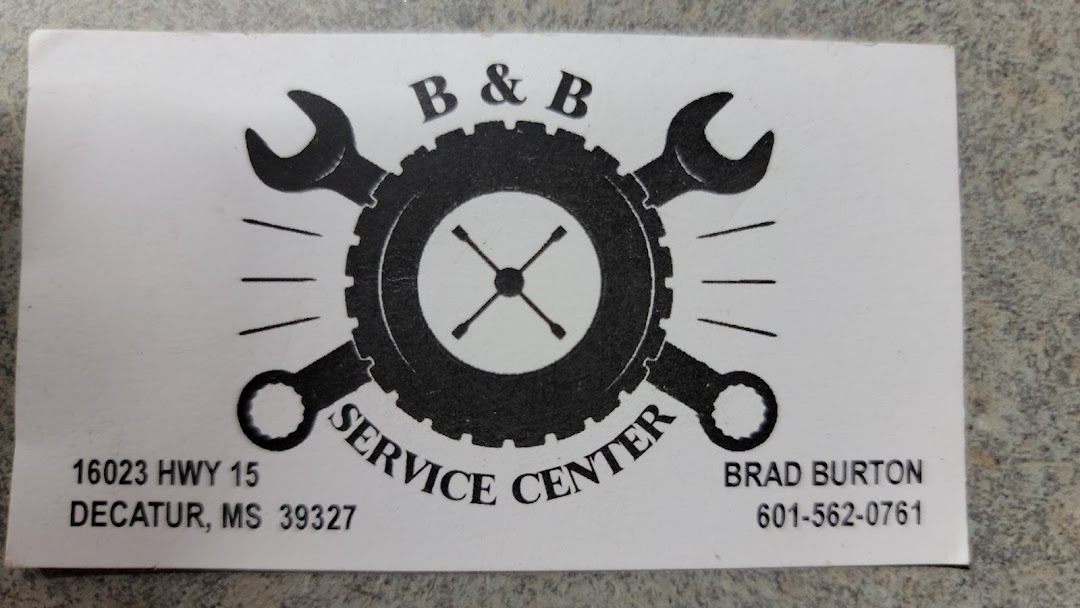 B & B
SERVICE CENTER
16023 HWY 15
DECATUR, MS 39327
BRAD BURTON
601-562-0761